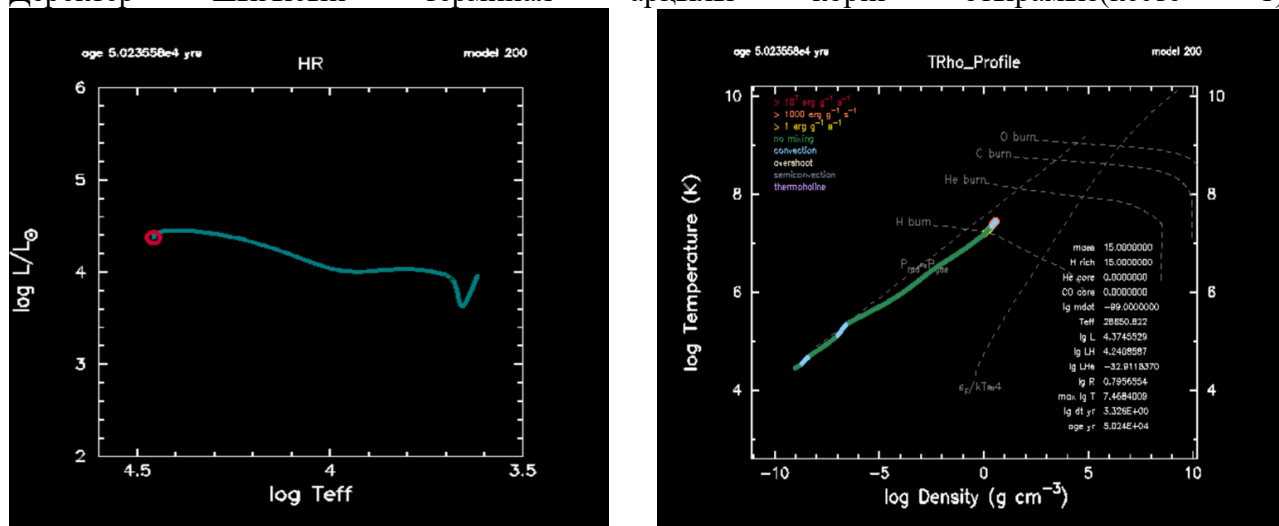 age 5.023558e4 yrs
model 200
HR
log L/L⊙
6
5
4
3
2
4.5
4
3.5
log Teff
age 5.023558e4 yrs
model 200
TRho_Profile
> 10⁷ erg g⁻¹ s⁻¹
> 1000 erg g⁻¹ s⁻¹
> 1 erg g⁻¹ s⁻¹
no mixing
convection
overshoot
semiconvection
thermohaline
O burn
C burn
He burn
H burn
log Temperature (K)
10
8
6
4
10
8
6
4
mass 15.0000000
H rich 15.0000000
He core 0.0000000
CO core 0.0000000
lg mdot -99.0000000
Teff 28650.822
lg L 4.3745529
lg LH 4.2408587
lg LHe -32.9118370
lg R 0.7956554
max lg T 7.4684009
lg dt yr 3.326E+00
age yr 5.024E+04
-10
-5
0
5
10
log Density (g cm⁻³)